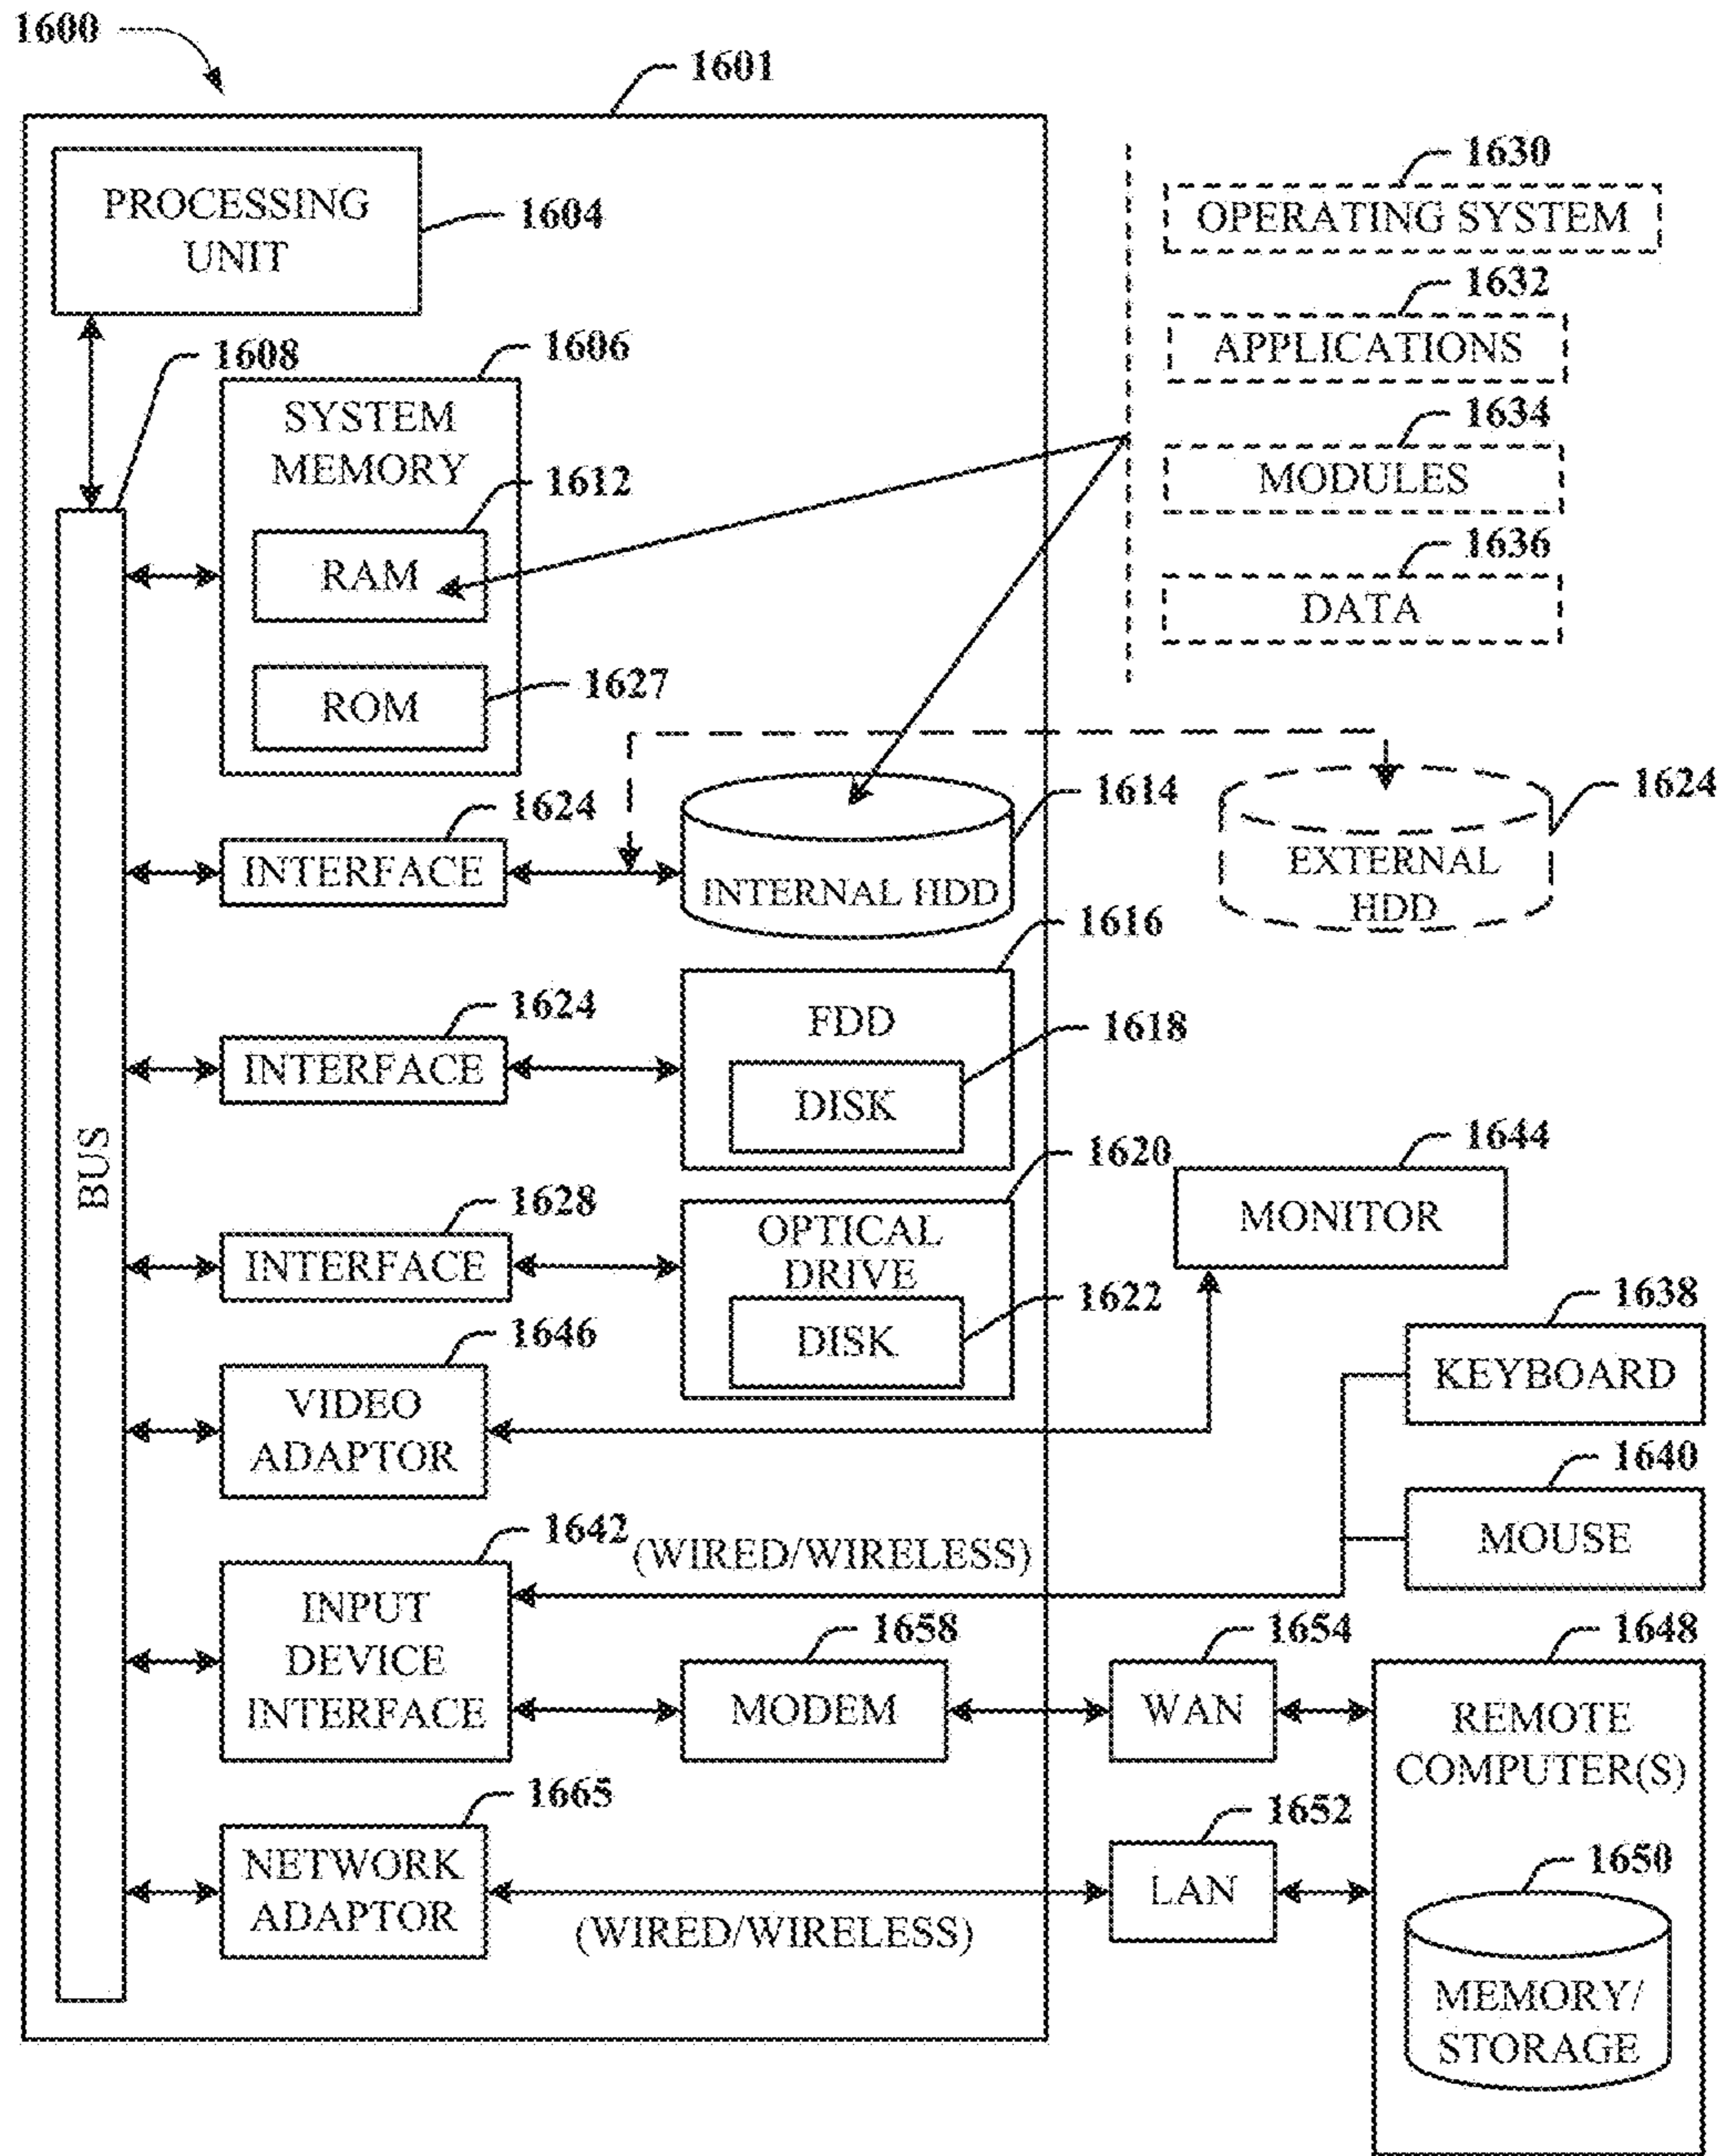 1600
1601
PROCESSING
UNIT
1604
1630
OPERATING SYSTEM
1632
APPLICATIONS
1634
MODULES
1636
DATA
1608
1606
SYSTEM
MEMORY
1612
RAM
1627
ROM
1624
INTERFACE
1614
INTERNAL HDD
1624
EXTERNAL
HDD
1624
INTERFACE
1616
FDD
1618
DISK
BUS
1628
INTERFACE
1620
OPTICAL
DRIVE
1622
DISK
1644
MONITOR
1646
VIDEO
ADAPTOR
1638
KEYBOARD
1640
MOUSE
1642
(WIRED/WIRELESS)
INPUT
DEVICE
INTERFACE
1658
MODEM
1654
WAN
1648
REMOTE
COMPUTER(S)
1665
NETWORK
ADAPTOR
(WIRED/WIRELESS)
1652
LAN
1650
MEMORY/
STORAGE